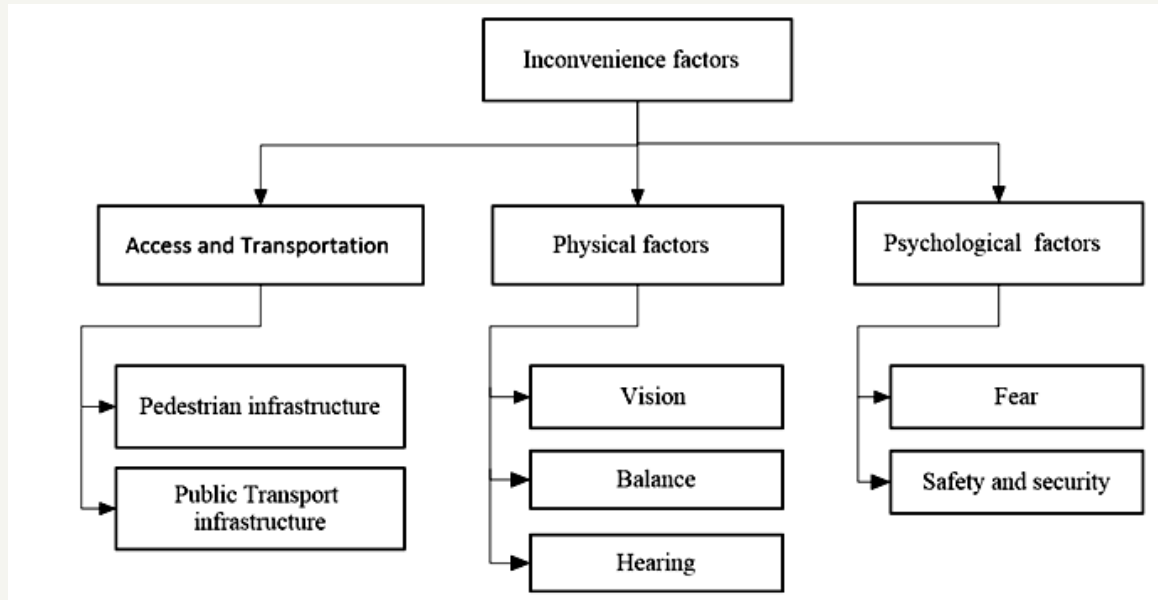 Inconvenience factors
Access and Transportation
Physical factors
Psychological factors
Pedestrian infrastructure
Public Transport
infrastructure
Vision
Balance
Hearing
Fear
Safety and security